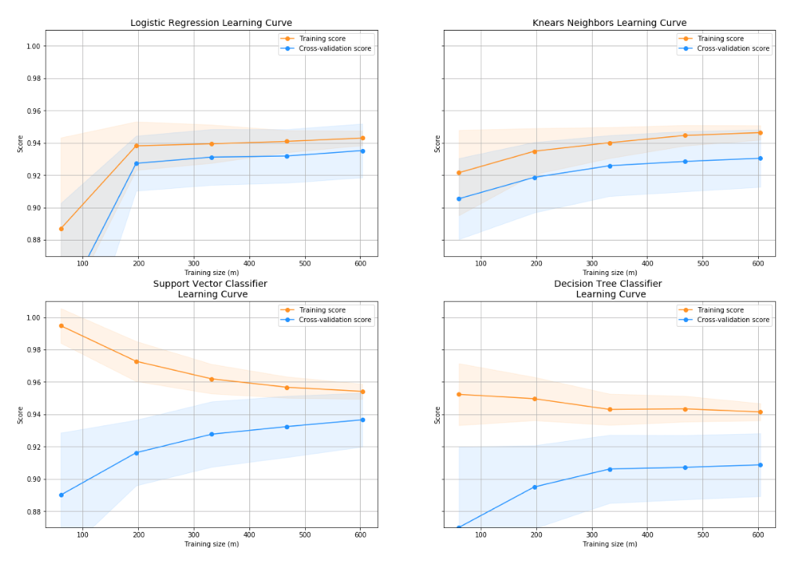 Logistic Regression Learning Curve
Training score
Cross-validation score
1.00
0.98
0.96
0.94
0.92
0.90
0.88
Score
100
200
300
400
500
600
Training size (m)
Knears Neighbors Learning Curve
Training score
Cross-validation score
Score
100
200
300
400
500
600
Training size (m)
Support Vector Classifier
Learning Curve
Training score
Cross-validation score
1.00
0.98
0.96
0.94
0.92
0.90
0.88
Score
100
200
300
400
500
600
Training size (m)
Decision Tree Classifier
Learning Curve
Training score
Cross-validation score
Score
100
200
300
400
500
600
Training size (m)